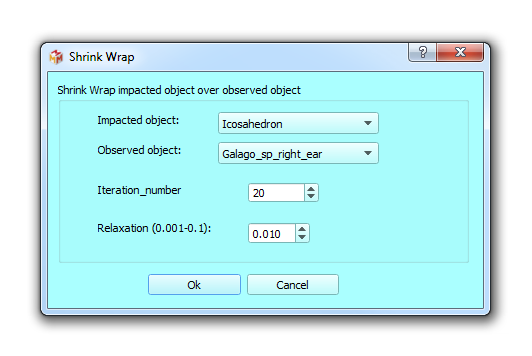 Shrink Wrap
Shrink Wrap impacted object over observed object
Impacted object: Icosahedron
Observed object: Galago_sp_right_ear
Iteration_number 20
Relaxation (0.001-0.1): 0.010
Ok Cancel